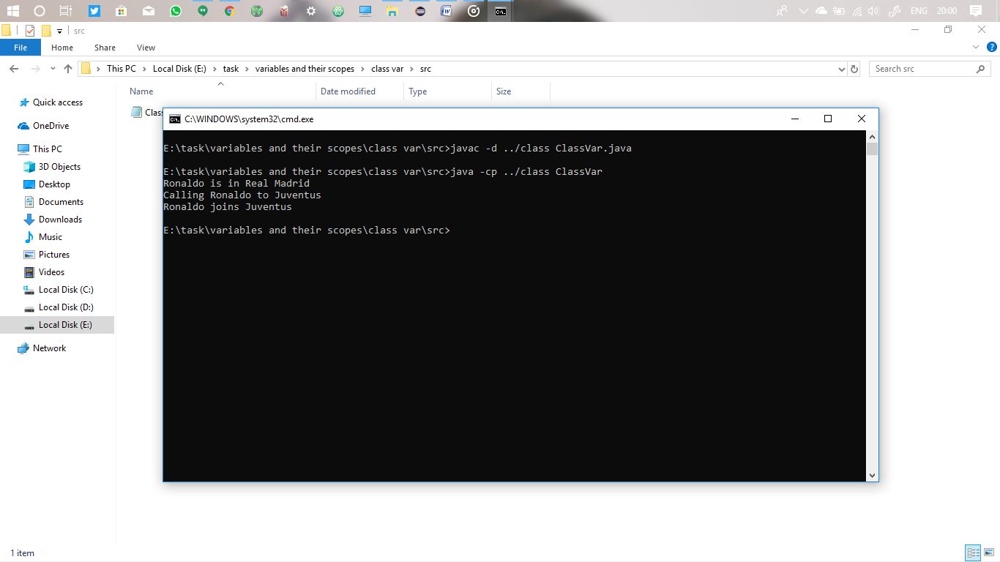 ENG 20:00
src
File Home Share View
This PC Local Disk (E:) task variables and their scopes class var src
Search src
Name Date modified Type Size
Quick access
OneDrive
This PC
3D Objects
Desktop
Documents
Downloads
Music
Pictures
Videos
Local Disk (C:)
Local Disk (D:)
Local Disk (E:)
Network
Clas
C:\WINDOWS\system32\cmd.exe
E:\task\variables and their scopes\class var\src>javac -d ../class ClassVar.java
E:\task\variables and their scopes\class var\src>java -cp ../class ClassVar
Ronaldo is in Real Madrid
Calling Ronaldo to Juventus
Ronaldo joins Juventus
E:\task\variables and their scopes\class var\src>
1 item